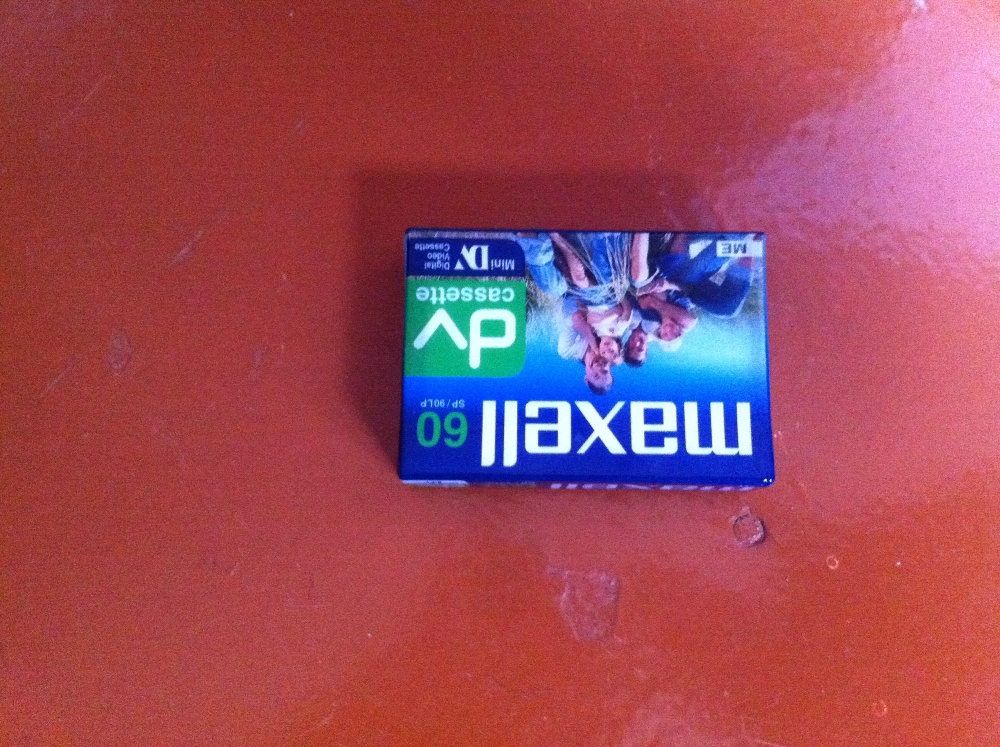 maxell
60
SP/90LP
dv
cassette
Mini DV
Digital
Video
Cassette
ME